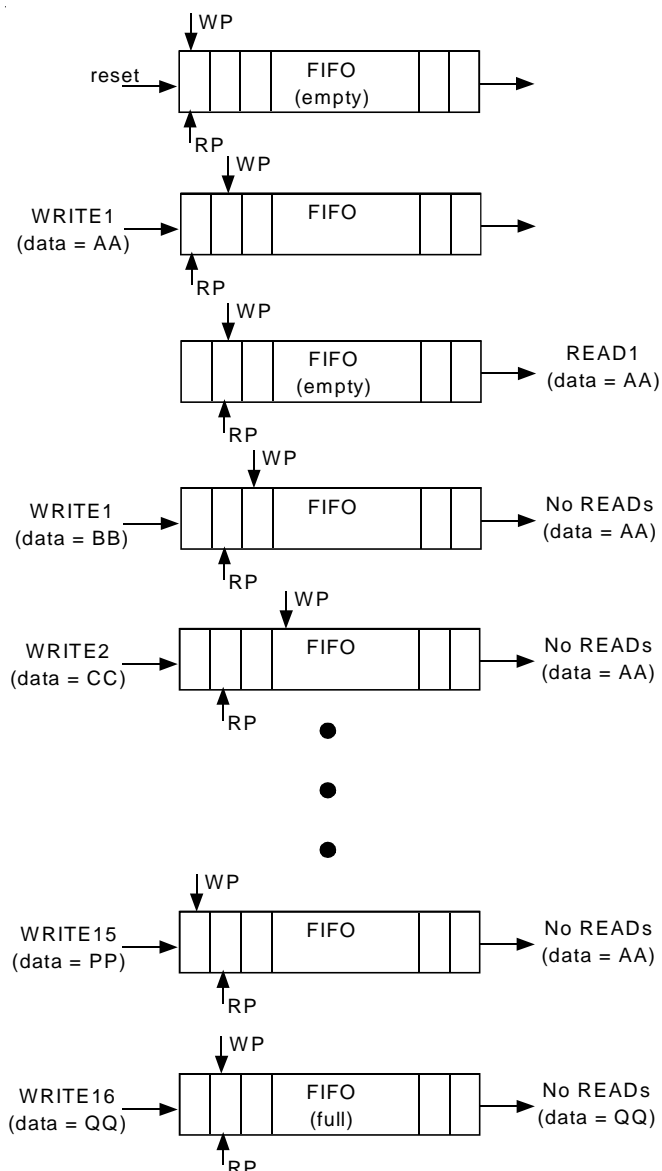 WP
reset
FIFO
(empty)
RP
WP
WRITE1
(data = AA)
FIFO
RP
WP
FIFO
(empty)
READ1
(data = AA)
RP
WP
WRITE1
(data = BB)
FIFO
No READs
(data = AA)
RP
WP
WRITE2
(data = CC)
FIFO
No READs
(data = AA)
RP
WP
WRITE15
(data = PP)
FIFO
No READs
(data = AA)
RP
WP
WRITE16
(data = QQ)
FIFO
(full)
No READs
(data = QQ)
RP